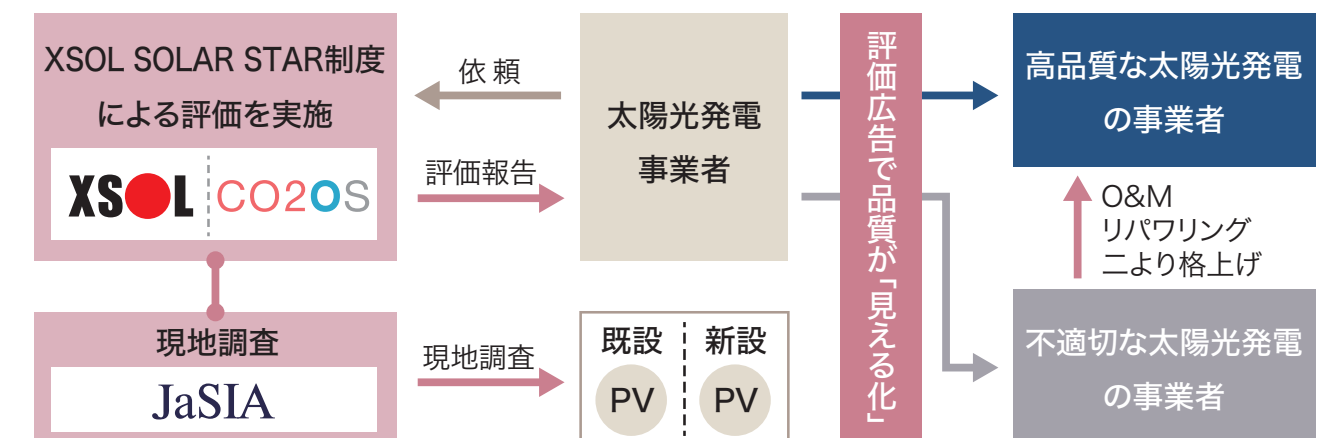 XSOL SOLAR STAR制度
による評価を実施
XSOL
CO2OS
現地調査
JaSIA
依 頼
評価報告
現地調査
太陽光発電
事業者
既設
新設
PV
PV
評価広告で品質が「見える化」
高品質な太陽光発電
の事業者
O&M
リパワリング
二より格上げ
不適切な太陽光発電
の事業者